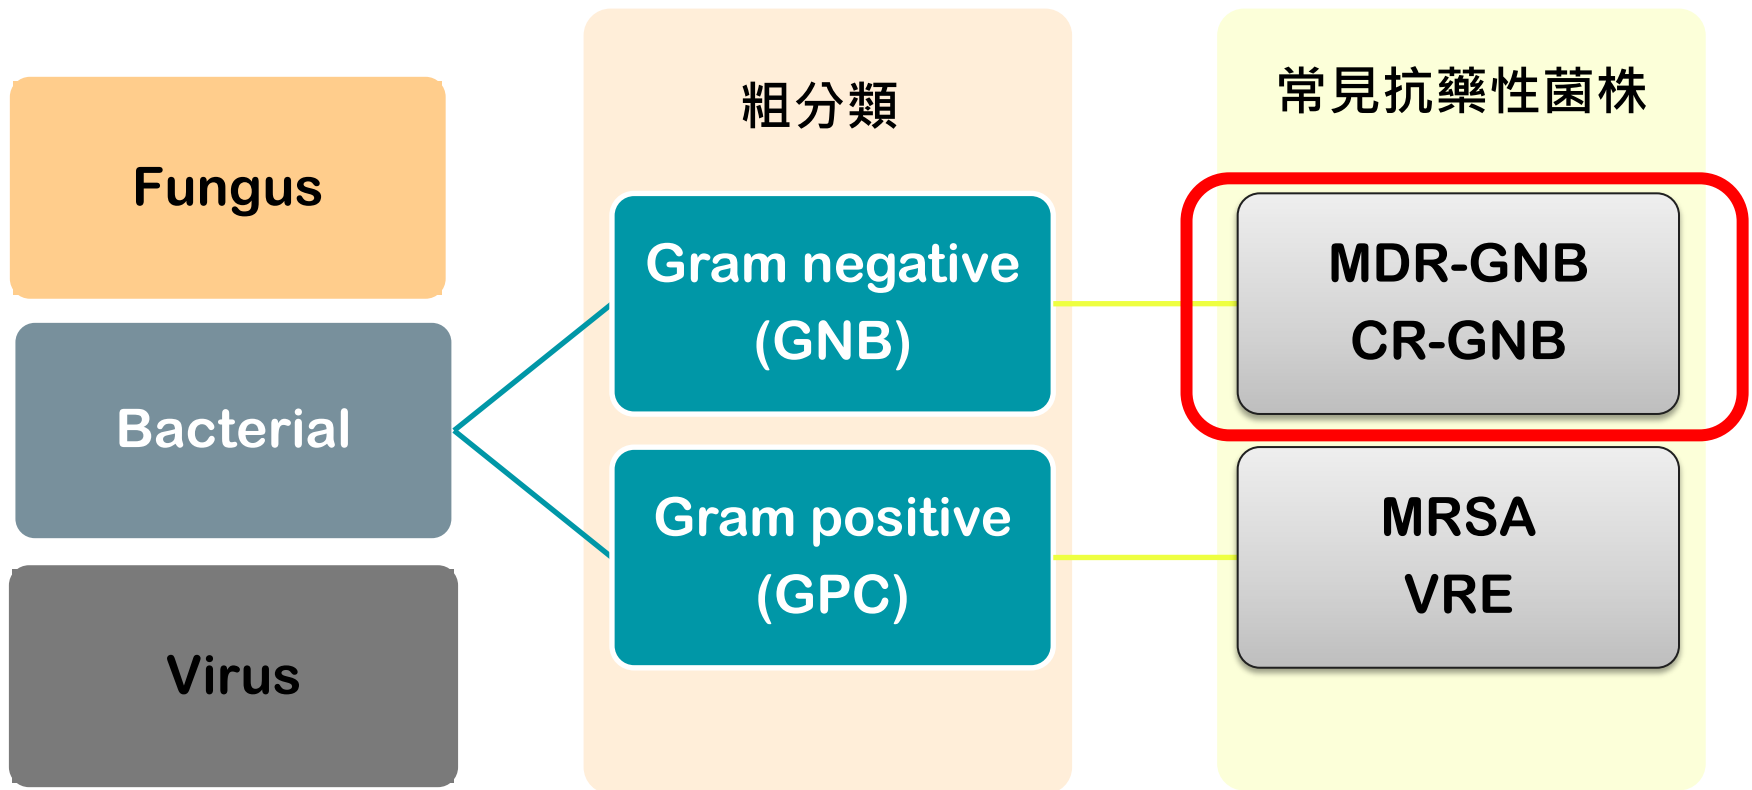 Fungus
Bacterial
Virus
粗分類
Gram negative
(GNB)
Gram positive
(GPC)
常見抗藥性菌株
MDR-GNB
CR-GNB
MRSA
VRE